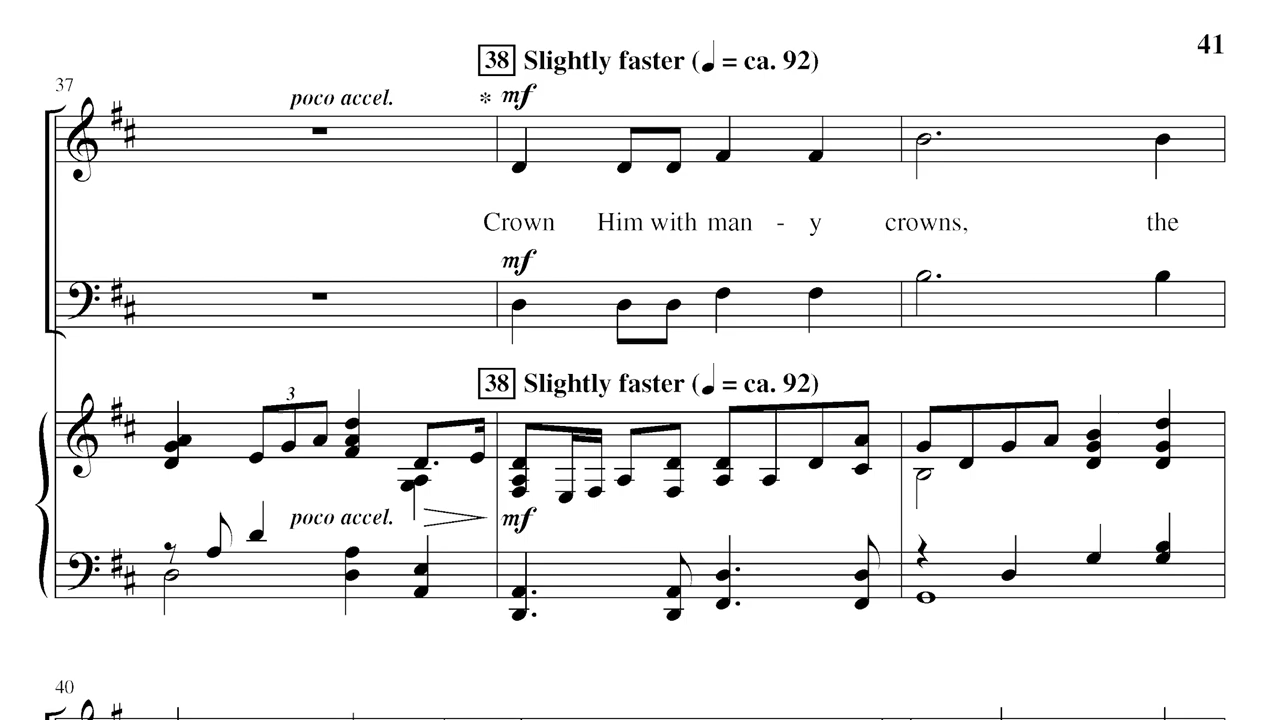 41
38 Slightly faster (♩ = ca. 92)
37
poco accel.
* mf
Crown Him with man - y crowns, the
mf
38 Slightly faster (♩ = ca. 92)
3
poco accel.
mf
40